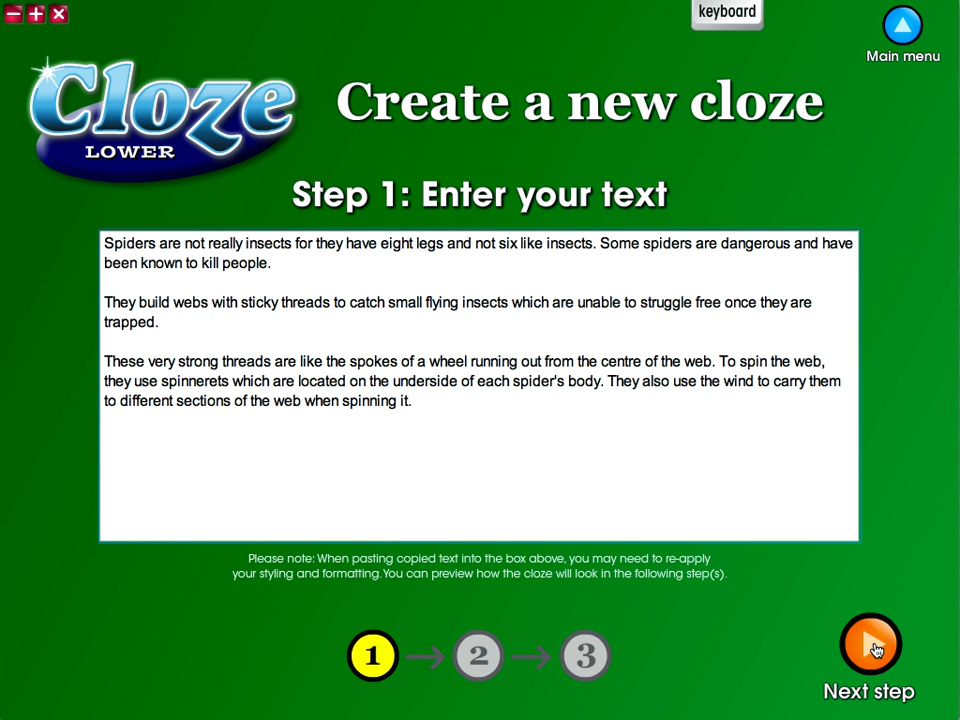 keyboard
Main menu
Cloze
LOWER
Create a new cloze
Step 1: Enter your text
Spiders are not really insects for they have eight legs and not six like insects. Some spiders are dangerous and have
been known to kill people.
They build webs with sticky threads to catch small flying insects which are unable to struggle free once they are
trapped.
These very strong threads are like the spokes of a wheel running out from the centre of the web. To spin the web,
they use spinnerets which are located on the underside of each spider's body. They also use the wind to carry them
to different sections of the web when spinning it.
Please note: When pasting copied text into the box above, you may need to re-apply
your styling and formatting. You can preview how the cloze will look in the following step(s).
1 → 2 → 3
Next step